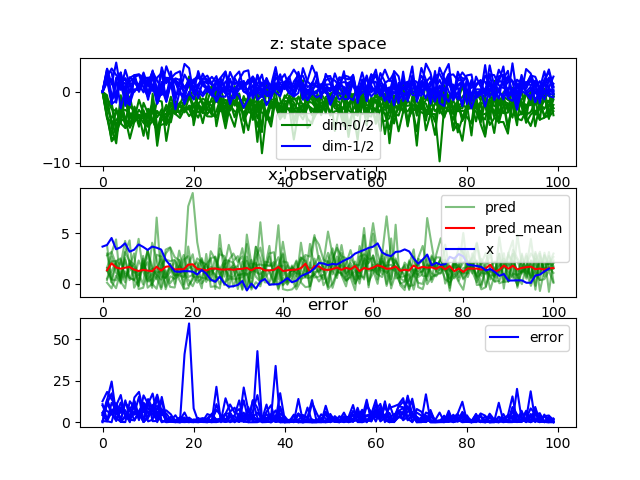 z: state space
0
−10
dim-0/2
dim-1/2
0 20 40 60 80 100
x: observation
5
0
pred
pred_mean
x
0 20 40 60 80 100
error
50
25
0
error
0 20 40 60 80 100